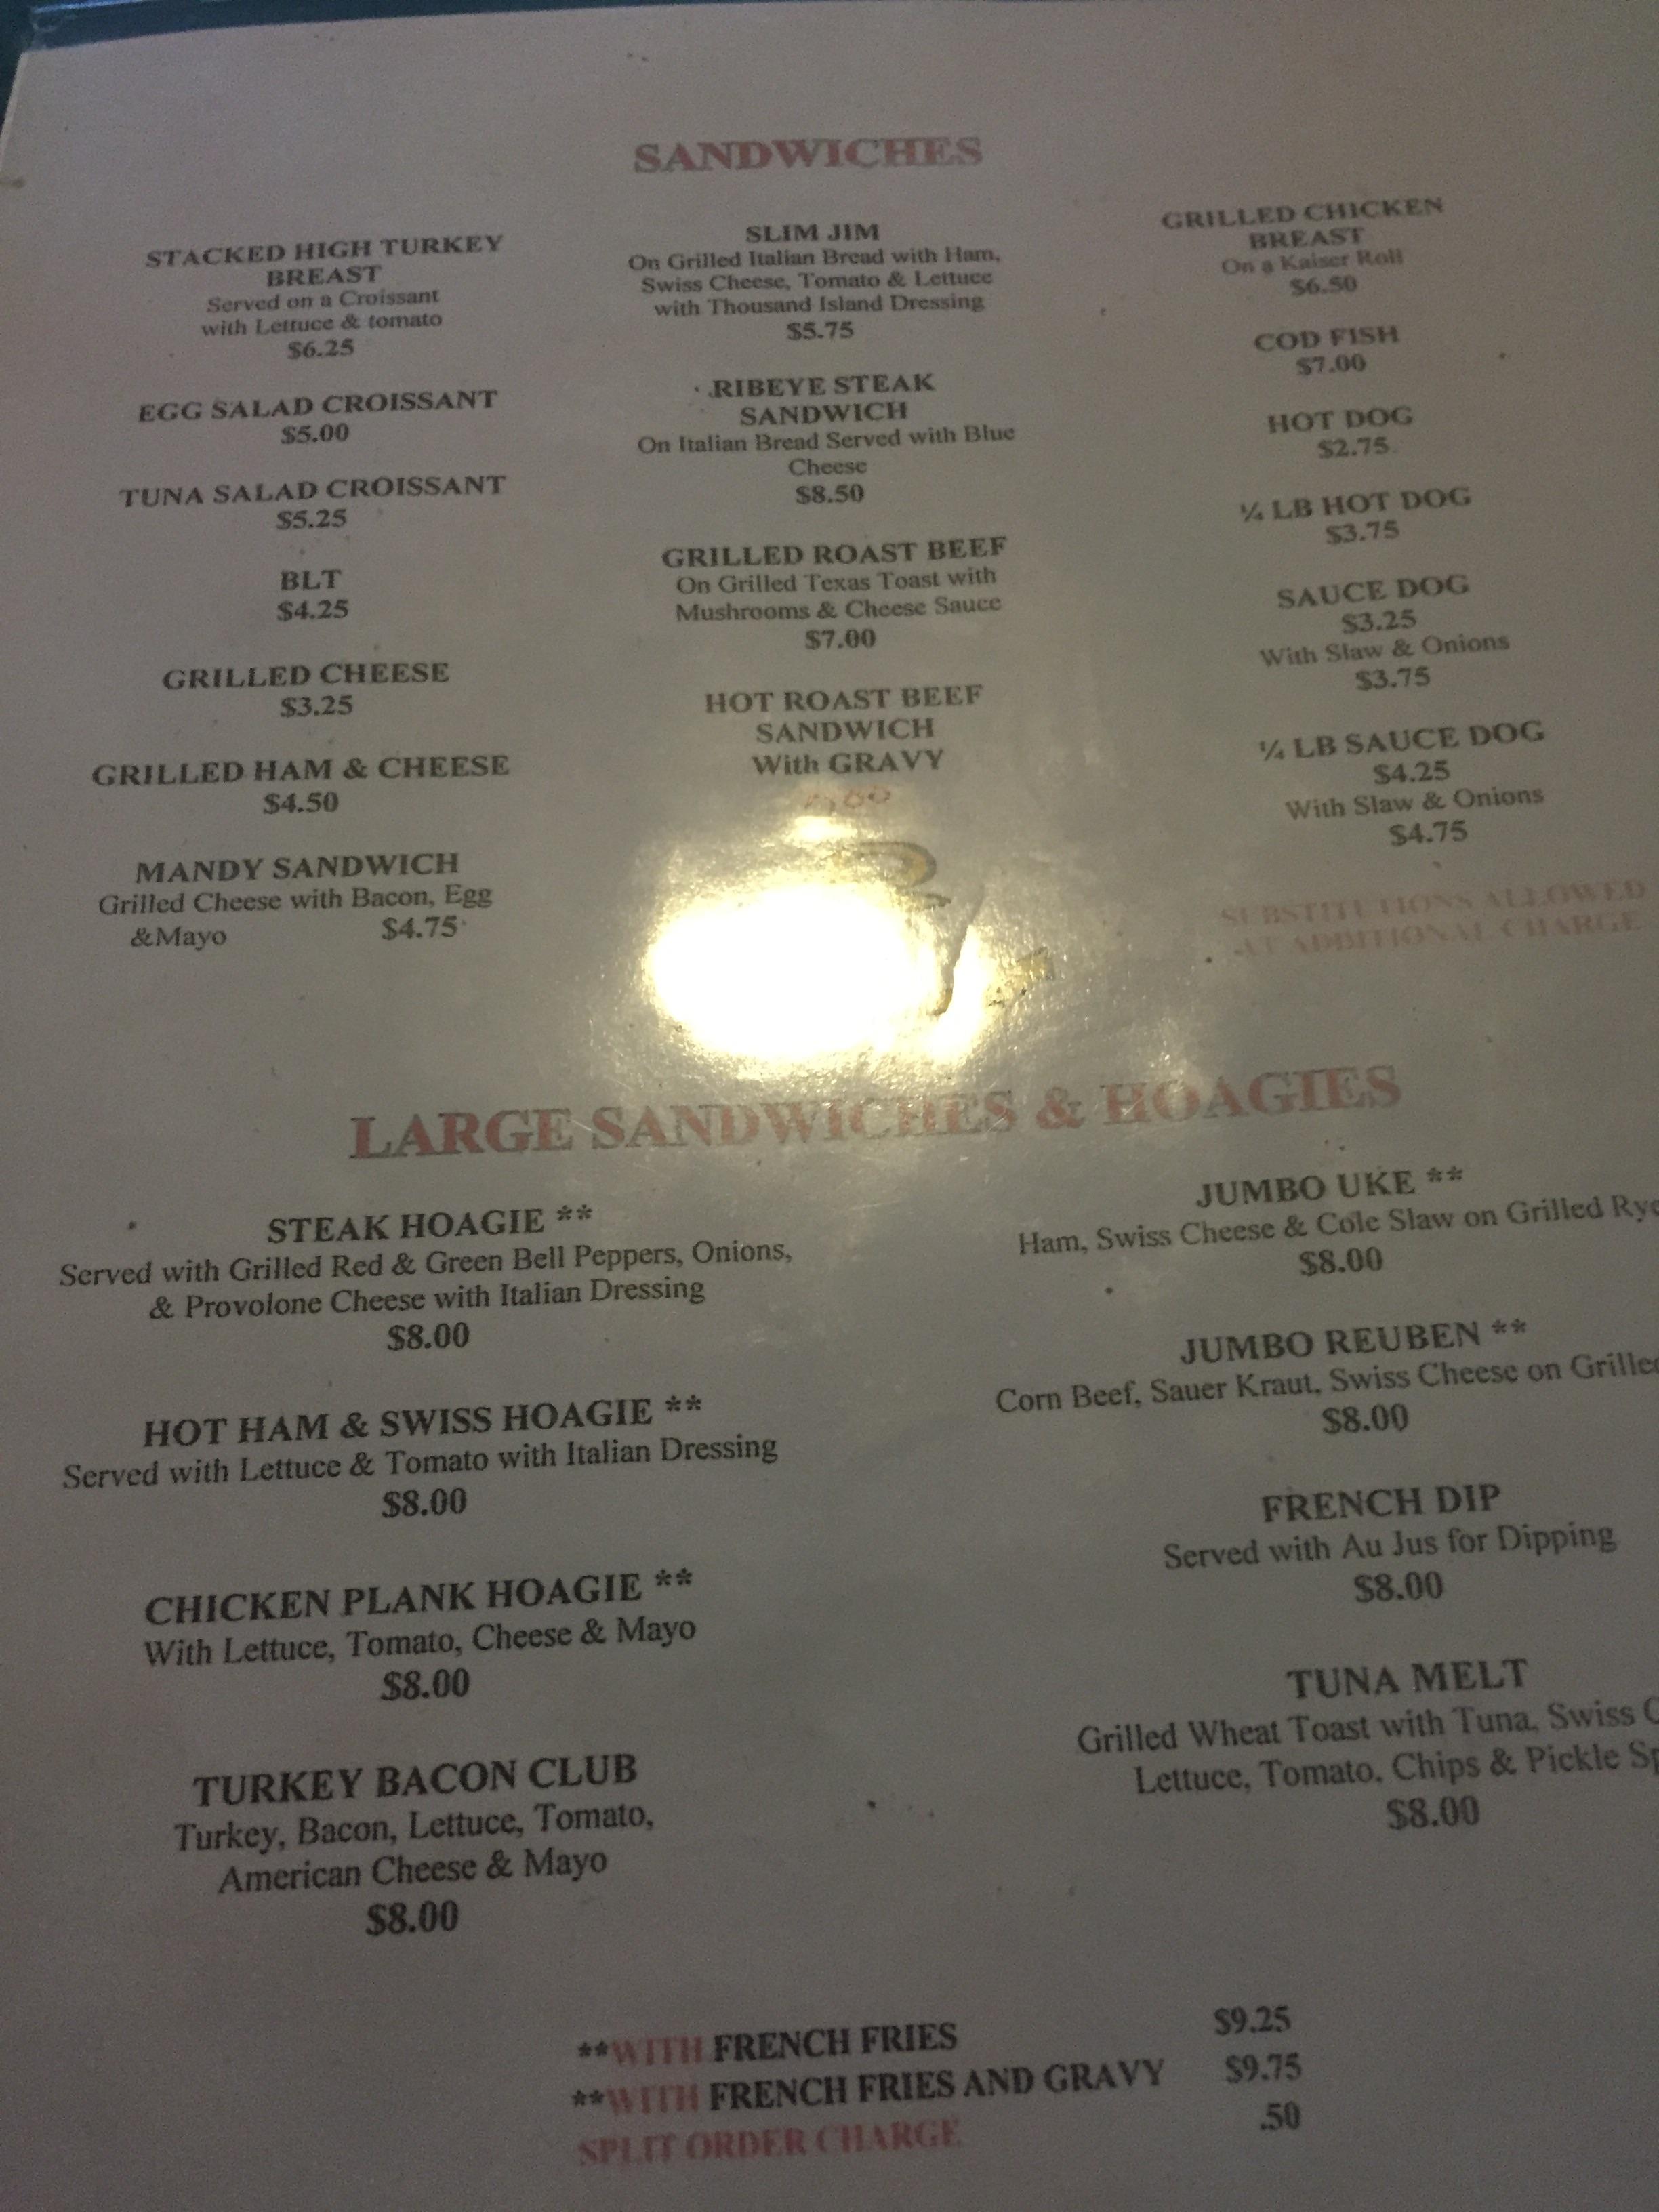 SANDWICHES
STACKED HIGH TURKEY
BREAST
Served on a Croissant
with Lettuce & tomato
$6.25
EGG SALAD CROISSANT
$5.00
TUNA SALAD CROISSANT
$5.25
BLT
$4.25
GRILLED CHEESE
$3.25
GRILLED HAM & CHEESE
$4.50
MANDY SANDWICH
Grilled Cheese with Bacon, Egg
&Mayo $4.75
SLIM JIM
On Grilled Italian Bread with Ham,
Swiss Cheese, Tomato & Lettuce
with Thousand Island Dressing
$5.75
RIBEYE STEAK
SANDWICH
On Italian Bread Served with Blue
Cheese
$8.50
GRILLED ROAST BEEF
On Grilled Texas Toast with
Mushrooms & Cheese Sauce
$7.00
HOT ROAST BEEF
SANDWICH
With GRAVY
GRILLED CHICKEN
BREAST
On a Kaiser Roll
$6.50
COD FISH
$7.00
HOT DOG
$2.75
¼ LB HOT DOG
$3.75
SAUCE DOG
$3.25
With Slaw & Onions
$3.75
¼ LB SAUCE DOG
$4.25
With Slaw & Onions
$4.75
SUBSTITUTIONS ALLOWED
AT ADDITIONAL CHARGE
LARGE SANDWICHES & HOAGIES
STEAK HOAGIE **
Served with Grilled Red & Green Bell Peppers, Onions,
& Provolone Cheese with Italian Dressing
$8.00
HOT HAM & SWISS HOAGIE **
Served with Lettuce & Tomato with Italian Dressing
$8.00
CHICKEN PLANK HOAGIE **
With Lettuce, Tomato, Cheese & Mayo
$8.00
TURKEY BACON CLUB
Turkey, Bacon, Lettuce, Tomato,
American Cheese & Mayo
$8.00
JUMBO UKE **
Ham, Swiss Cheese & Cole Slaw on Grilled Rye
$8.00
JUMBO REUBEN **
Corn Beef, Sauer Kraut, Swiss Cheese on Grilled
$8.00
FRENCH DIP
Served with Au Jus for Dipping
$8.00
TUNA MELT
Grilled Wheat Toast with Tuna, Swiss
Lettuce, Tomato, Chips & Pickle
$8.00
**WITH FRENCH FRIES $9.25
**WITH FRENCH FRIES AND GRAVY $9.75
SPLIT ORDER CHARGE .50